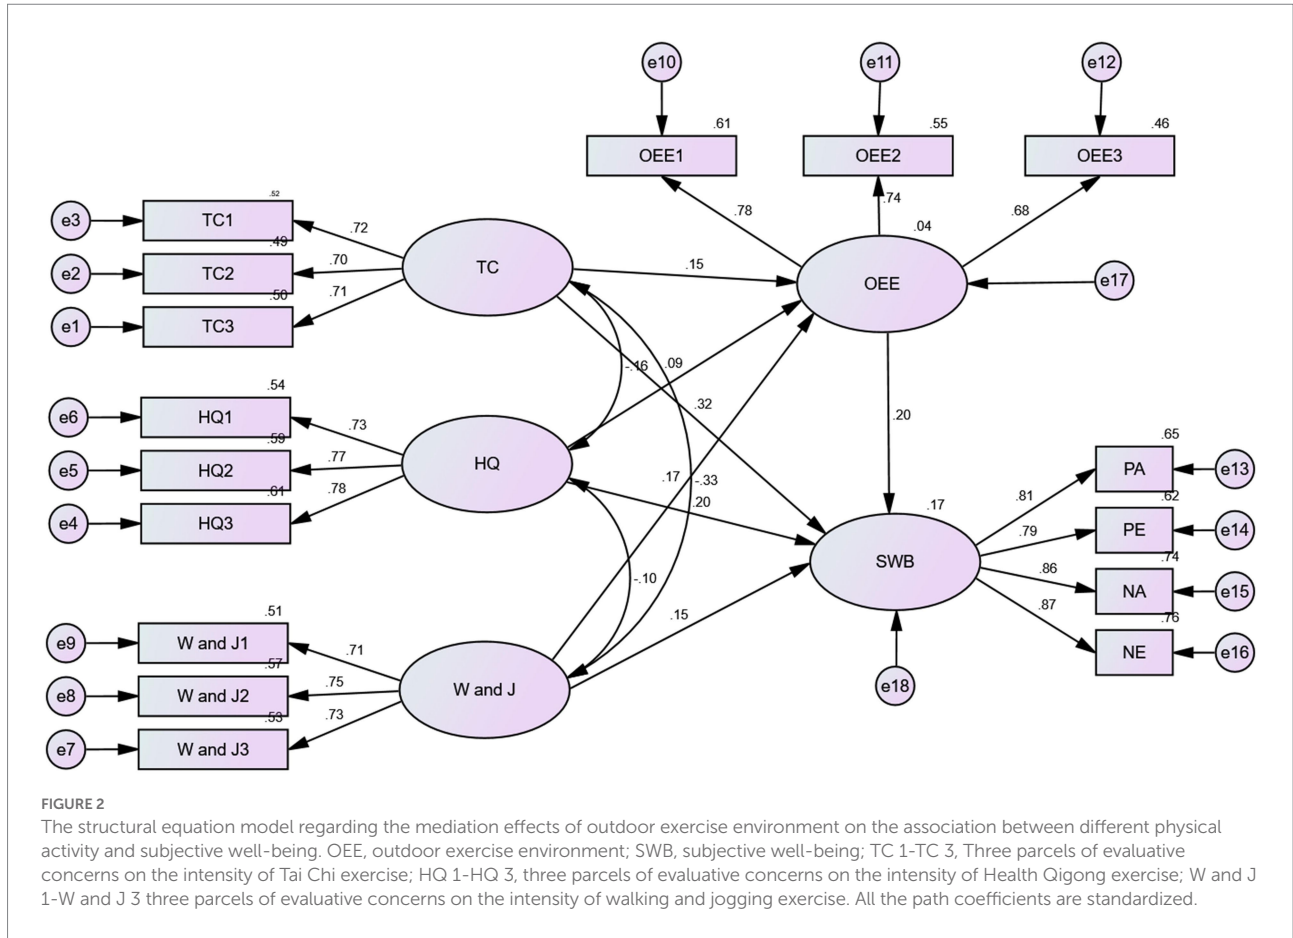 e10
e11
e12
.61
.55
.46
OEE1
OEE2
OEE3
.78
.74
.68
.04
OEE
e17
.52
e3
TC1
.72
.49
e2
TC2
.70
.50
e1
TC3
.71
TC
.15
-.16
.09
.32
.20
.54
e6
HQ1
.73
.59
e5
HQ2
.77
.61
e4
HQ3
.78
HQ
.17
-.33
.20
-.10
.15
.51
e9
W and J1
.71
.57
e8
W and J2
.75
.53
e7
W and J3
.73
W and J
.17
SWB
e18
.65
.81
PA
e13
.62
.79
PE
e14
.74
.86
NA
e15
.76
.87
NE
e16
FIGURE 2
The structural equation model regarding the mediation effects of outdoor exercise environment on the association between different physical
activity and subjective well-being. OEE, outdoor exercise environment; SWB, subjective well-being; TC 1-TC 3, Three parcels of evaluative
concerns on the intensity of Tai Chi exercise; HQ 1-HQ 3, three parcels of evaluative concerns on the intensity of Health Qigong exercise; W and J
1-W and J 3 three parcels of evaluative concerns on the intensity of walking and jogging exercise. All the path coefficients are standardized.